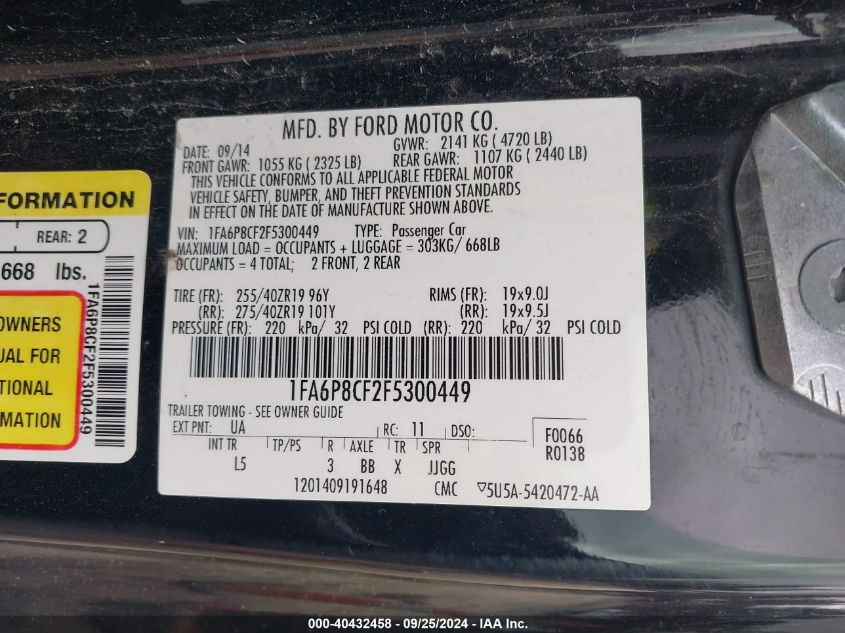 FORMATION
REAR: 2
668 lbs.
OWNERS
UAL FOR
TIONAL
RMATION
1FA6P8CF2F5300449
MFD. BY FORD MOTOR CO.
DATE: 09/14 GVWR: 2141 KG ( 4720 LB)
FRONT GAWR: 1055 KG ( 2325 LB) REAR GAWR: 1107 KG ( 2440 LB)
THIS VEHICLE CONFORMS TO ALL APPLICABLE FEDERAL MOTOR
VEHICLE SAFETY, BUMPER, AND THEFT PREVENTION STANDARDS
IN EFFECT ON THE DATE OF MANUFACTURE SHOWN ABOVE.
VIN: 1FA6P8CF2F5300449 TYPE: Passenger Car
MAXIMUM LOAD = OCCUPANTS + LUGGAGE = 303KG/ 668LB
OCCUPANTS = 4 TOTAL; 2 FRONT, 2 REAR
TIRE (FR): 255/40ZR19 96Y RIMS (FR): 19x9.0J
(RR): 275/40ZR19 101Y (RR): 19x9.5J
PRESSURE (FR): 220 kPa/ 32 PSI COLD (RR): 220 kPa/ 32 PSI COLD
1FA6P8CF2F5300449
TRAILER TOWING - SEE OWNER GUIDE
EXT PNT: UA RC: 11 DSO: F0066
INT TR TP/PS R AXLE TR SPR R0138
L5 3 BB X JJGG
1201409191648 CMC ▽5U5A-5420472-AA
000-40432458 - 09/25/2024 - IAA Inc.